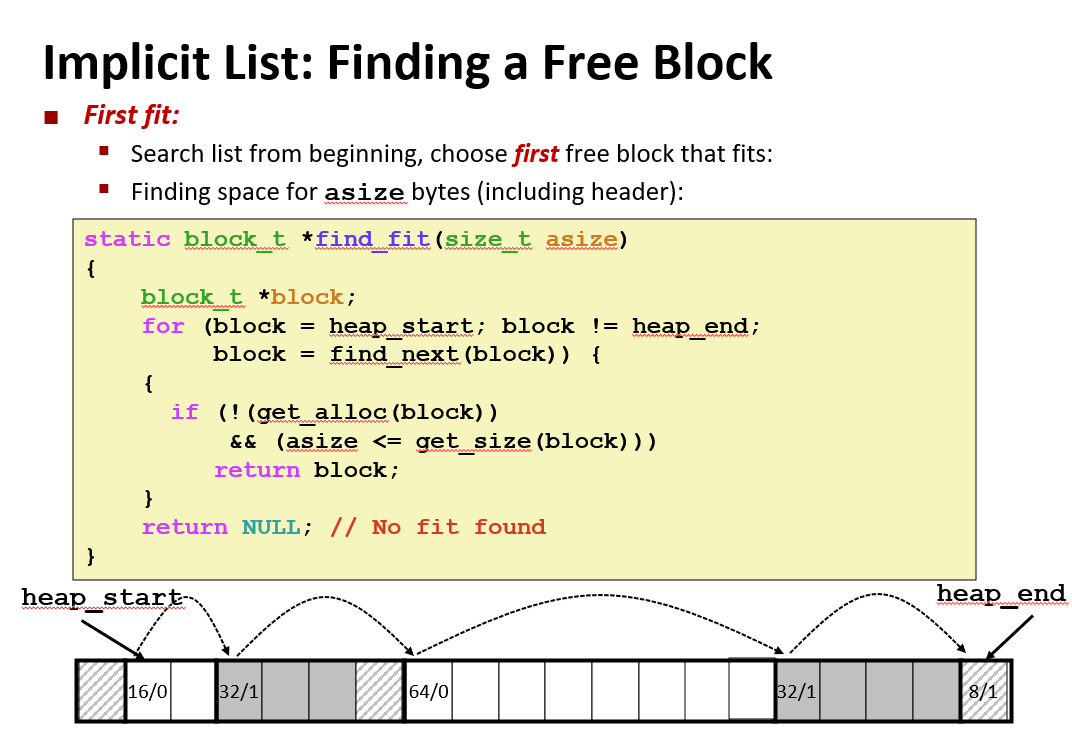 Implicit List: Finding a Free Block
First fit:
Search list from beginning, choose first free block that fits:
Finding space for asize bytes (including header):
static block_t *find_fit(size_t asize)
{
    block_t *block;
    for (block = heap_start; block != heap_end;
         block = find_next(block)) {
    {
      if (!(get_alloc(block))
          && (asize <= get_size(block)))
         return block;
    }
    return NULL; // No fit found
}
heap_start
heap_end
16/0 32/1 64/0 32/1 8/1